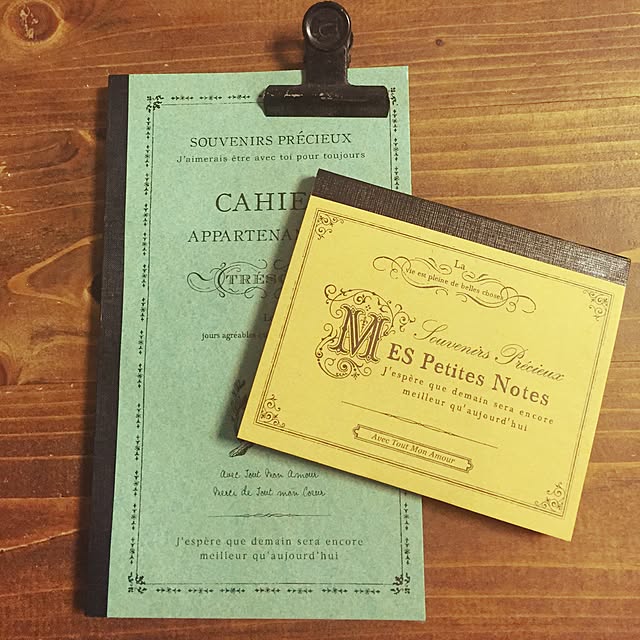 SOUVENIRS PRÉCIEUX
J'aimerais être avec toi pour toujours
CAHIE
APPARTENA
TRÉS
jours agréables
Avec Tout Mon Amour
Merci de Tout mon Coeur
J'espère que demain sera encore
meilleur qu'aujourd'hui
La
vie est pleine de belles choses
Souvenirs Précieux
MES Petites Notes
J'espère que demain sera encore
meilleur qu'aujourd'hui
Avec Tout Mon Amour